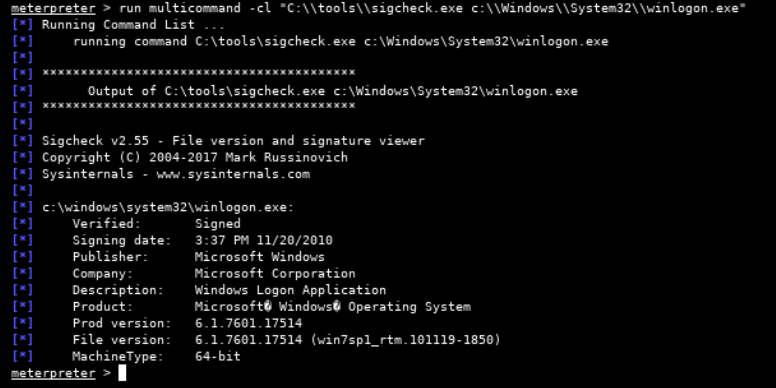 meterpreter > run multicommand -cl "C:\\tools\\sigcheck.exe c:\\Windows\\System32\\winlogon.exe"
[*] Running Command List ...
[*]     running command C:\tools\sigcheck.exe c:\Windows\System32\winlogon.exe
[*]
[*] *****************************************
[*]       Output of C:\tools\sigcheck.exe c:\Windows\System32\winlogon.exe
[*] *****************************************
[*]
[*] Sigcheck v2.55 - File version and signature viewer
[*] Copyright (C) 2004-2017 Mark Russinovich
[*] Sysinternals - www.sysinternals.com
[*]
[*] c:\windows\system32\winlogon.exe:
[*]     Verified:       Signed
[*]     Signing date:   3:37 PM 11/20/2010
[*]     Publisher:      Microsoft Windows
[*]     Company:        Microsoft Corporation
[*]     Description:    Windows Logon Application
[*]     Product:        Microsoft� Windows� Operating System
[*]     Prod version:   6.1.7601.17514
[*]     File version:   6.1.7601.17514 (win7sp1_rtm.101119-1850)
[*]     MachineType:    64-bit
meterpreter >